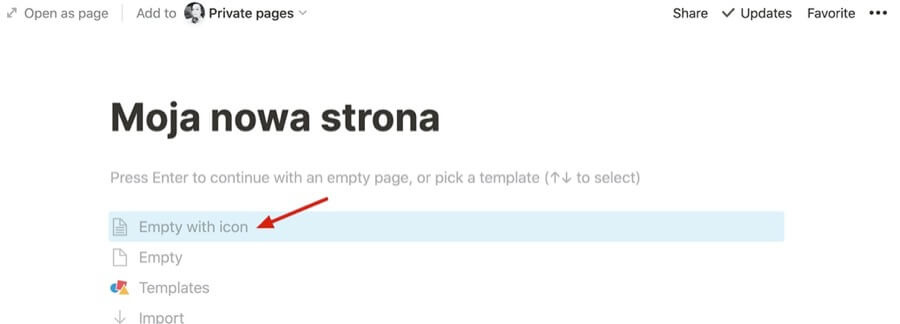 Open as page Add to Private pages Share Updates Favorite
Moja nowa strona
Press Enter to continue with an empty page, or pick a template (↑↓ to select)
Empty with icon
Empty
Templates
Import